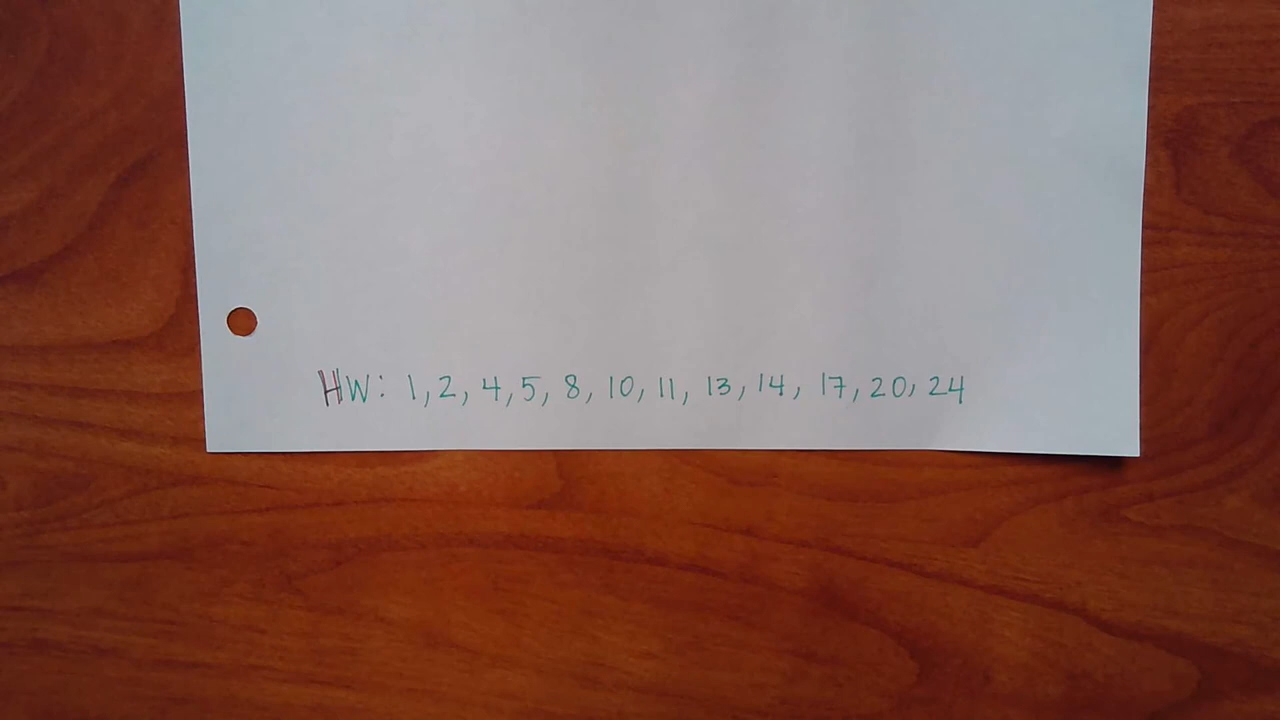 HW: 1, 2, 4, 5, 8, 10, 11, 13, 14, 17, 20, 24